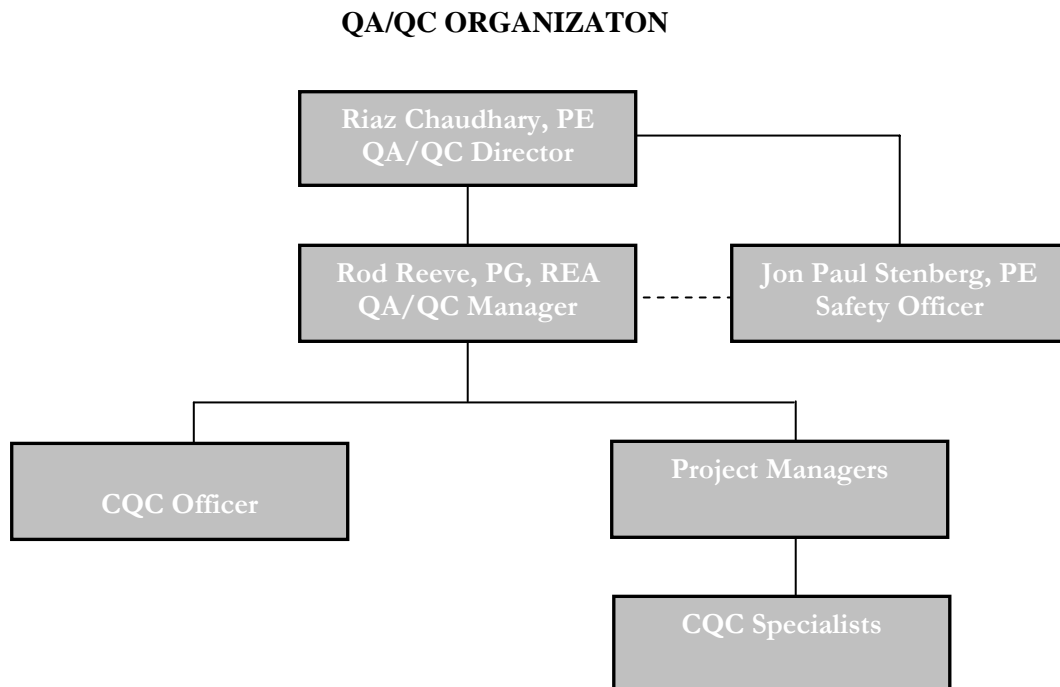 QA/QC ORGANIZATON
Riaz Chaudhary, PE
QA/QC Director
Rod Reeve, PG, REA
QA/QC Manager
Jon Paul Stenberg, PE
Safety Officer
CQC Officer
Project Managers
CQC Specialists